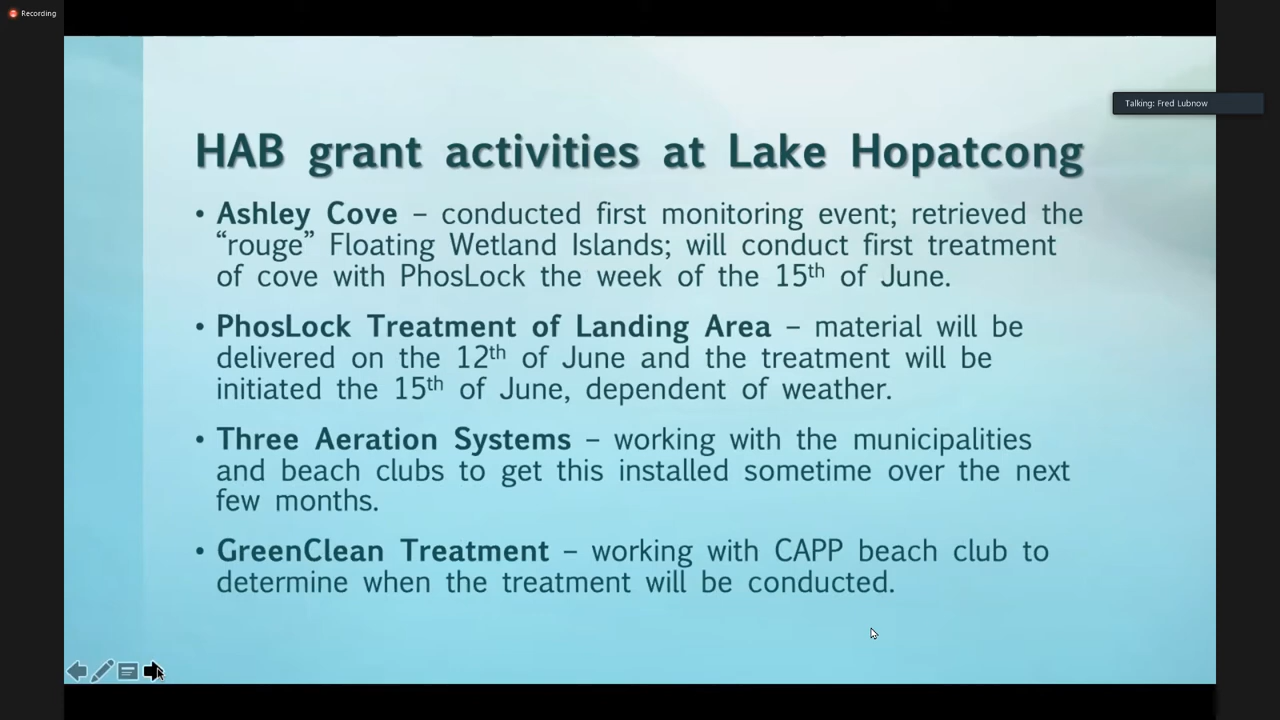 Recording
Talking: Fred Lubnow
HAB grant activities at Lake Hopatcong
• Ashley Cove – conducted first monitoring event; retrieved the
“rouge” Floating Wetland Islands; will conduct first treatment
of cove with PhosLock the week of the 15th of June.
• PhosLock Treatment of Landing Area – material will be
delivered on the 12th of June and the treatment will be
initiated the 15th of June, dependent of weather.
• Three Aeration Systems – working with the municipalities
and beach clubs to get this installed sometime over the next
few months.
• GreenClean Treatment – working with CAPP beach club to
determine when the treatment will be conducted.